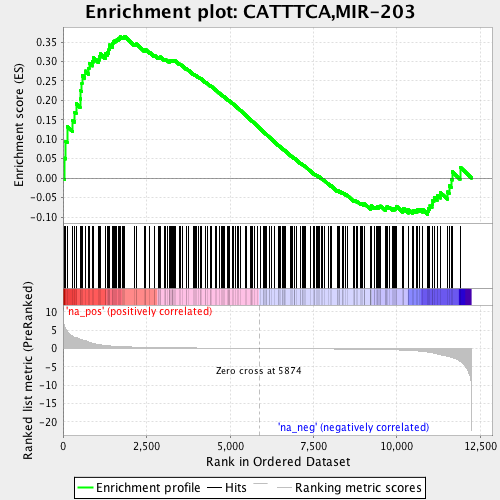 Enrichment plot: CATTTCA,MIR-203
Enrichment score (ES)
0.35
0.30
0.25
0.20
0.15
0.10
0.05
0.00
-0.05
-0.10
'na_pos' (positively correlated)
Ranked list metric (PreRanked)
10
5
0
-5
-10
-15
-20
Zero cross at 5874
'na_neg' (negatively correlated)
0
2,500
5,000
7,500
10,000
12,500
Rank in Ordered Dataset
Enrichment profile
Hits
Ranking metric scores